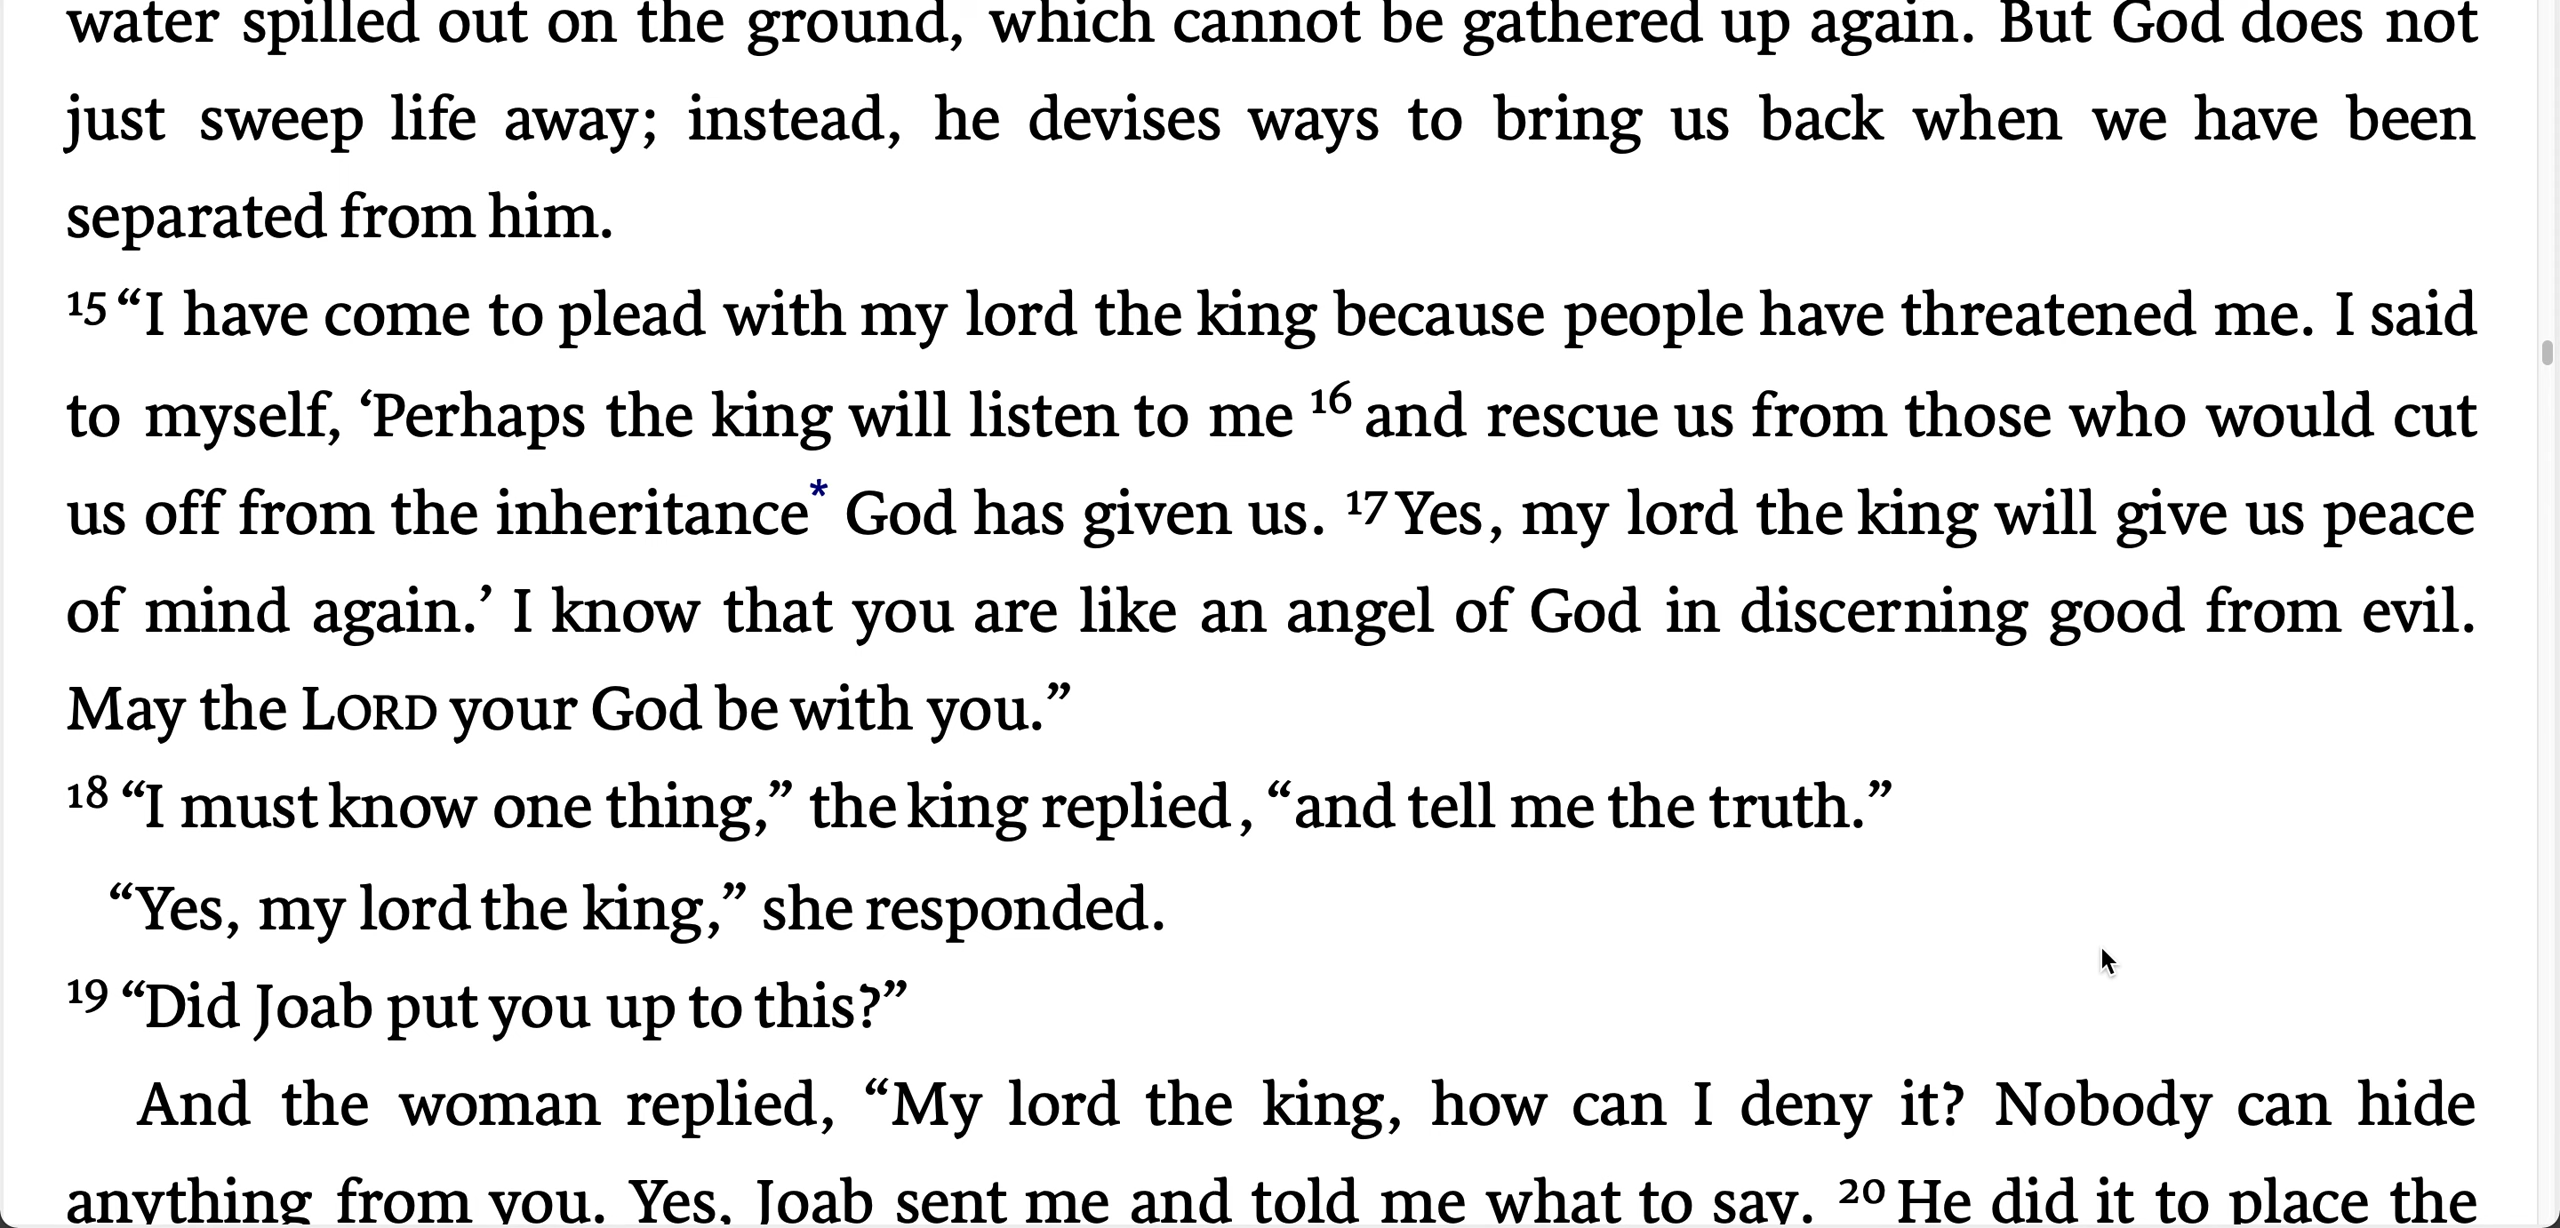 water spilled out on the ground, which cannot be gathered up again. But God does not
just sweep life away; instead, he devises ways to bring us back when we have been
separated from him.
15 “I have come to plead with my lord the king because people have threatened me. I said
to myself, ‘Perhaps the king will listen to me 16 and rescue us from those who would cut
us off from the inheritance* God has given us. 17 Yes, my lord the king will give us peace
of mind again.’ I know that you are like an angel of God in discerning good from evil.
May the LORD your God be with you.”
18 “I must know one thing,” the king replied, “and tell me the truth.”
“Yes, my lord the king,” she responded.
19 “Did Joab put you up to this?”
And the woman replied, “My lord the king, how can I deny it? Nobody can hide
anything from you. Yes, Joab sent me and told me what to say. 20 He did it to place the